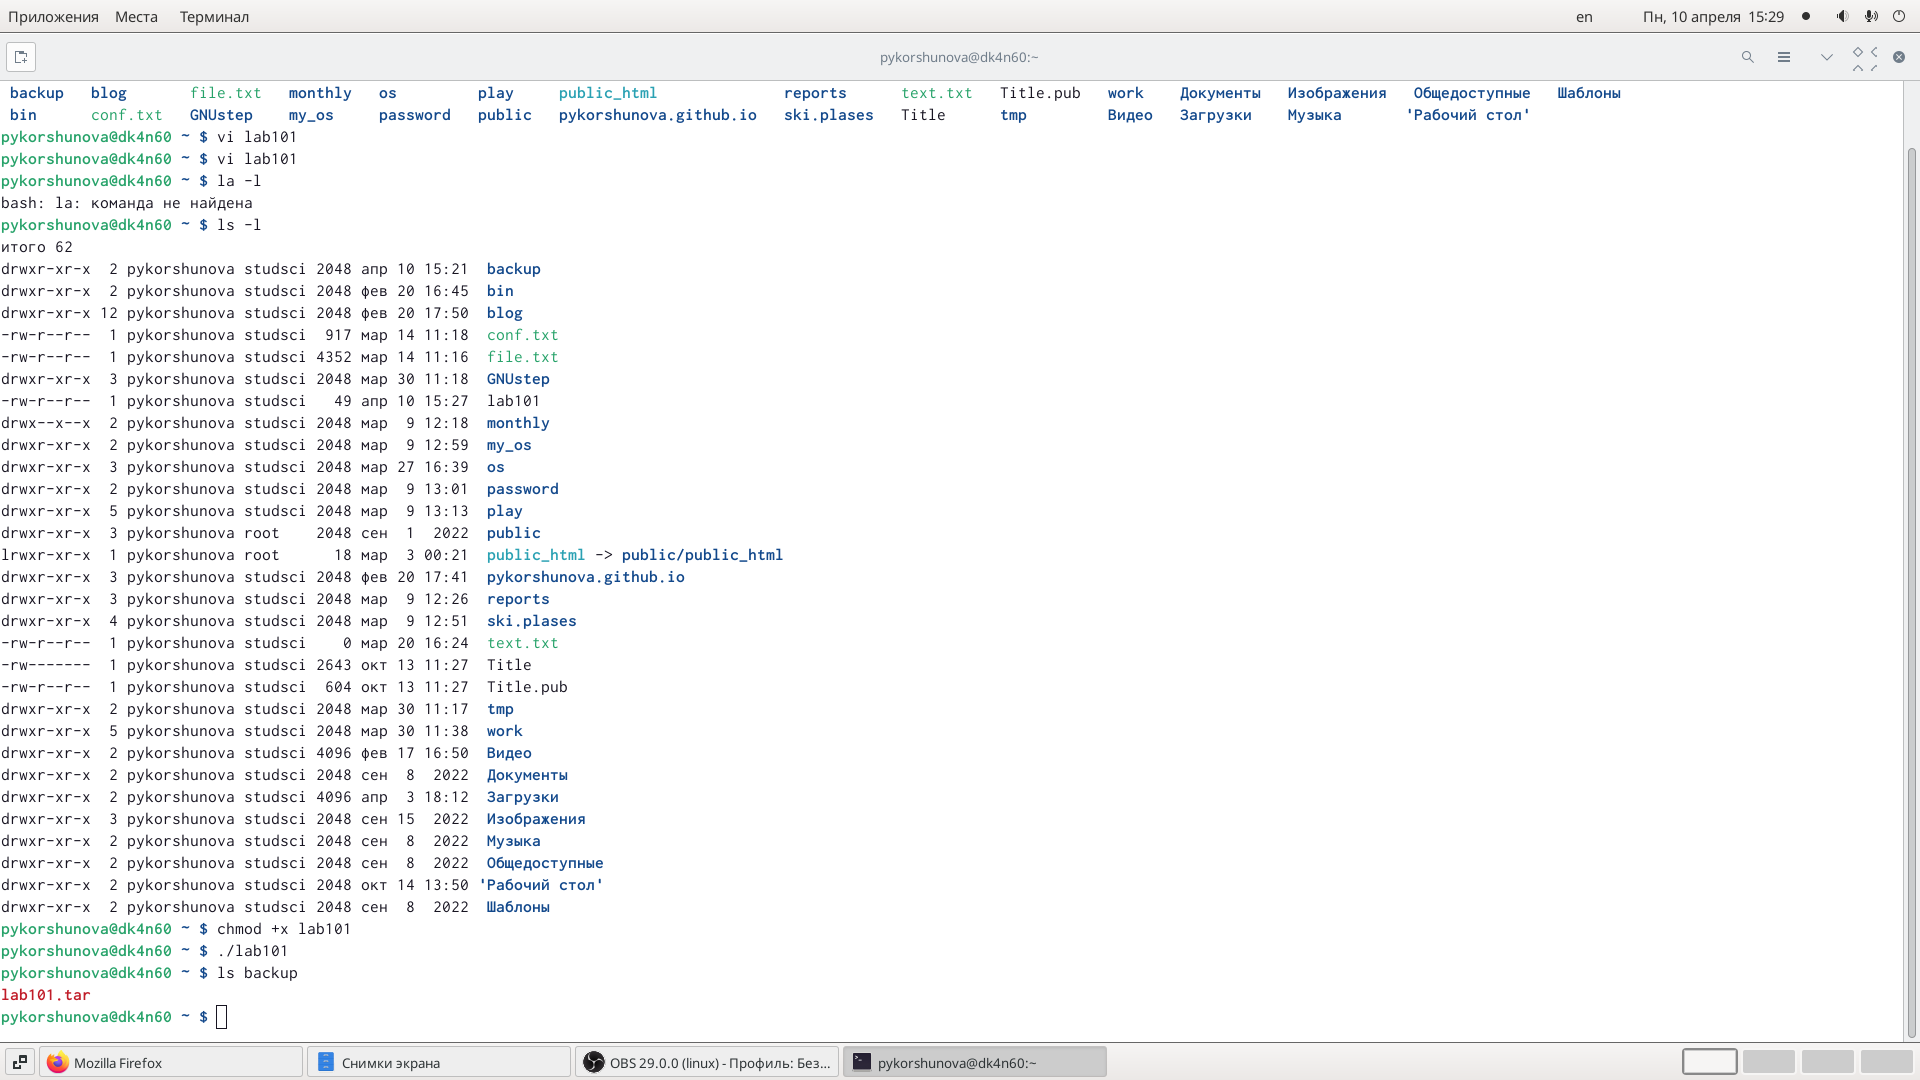 Приложения Места Терминал en Пн, 10 апреля 15:29
pykorshunova@dk4n60:~
backup blog file.txt monthly os play public_html reports text.txt Title.pub work Документы Изображения Общедоступные Шаблоны
bin conf.txt GNUstep my_os password public pykorshunova.github.io ski.plases Title tmp Видео Загрузки Музыка 'Рабочий стол'
pykorshunova@dk4n60 ~ $ vi lab101
pykorshunova@dk4n60 ~ $ vi lab101
pykorshunova@dk4n60 ~ $ la -l
bash: la: команда не найдена
pykorshunova@dk4n60 ~ $ ls -l
итого 62
drwxr-xr-x 2 pykorshunova studsci 2048 апр 10 15:21 backup
drwxr-xr-x 2 pykorshunova studsci 2048 фев 20 16:45 bin
drwxr-xr-x 12 pykorshunova studsci 2048 фев 20 17:50 blog
-rw-r--r-- 1 pykorshunova studsci 917 мар 14 11:18 conf.txt
-rw-r--r-- 1 pykorshunova studsci 4352 мар 14 11:16 file.txt
drwxr-xr-x 3 pykorshunova studsci 2048 мар 30 11:18 GNUstep
-rw-r--r-- 1 pykorshunova studsci 49 апр 10 15:27 lab101
drwx--x--x 2 pykorshunova studsci 2048 мар 9 12:18 monthly
drwxr-xr-x 2 pykorshunova studsci 2048 мар 9 12:59 my_os
drwxr-xr-x 3 pykorshunova studsci 2048 мар 27 16:39 os
drwxr-xr-x 2 pykorshunova studsci 2048 мар 9 13:01 password
drwxr-xr-x 5 pykorshunova studsci 2048 мар 9 13:13 play
drwxr-xr-x 3 pykorshunova root 2048 сен 1 2022 public
lrwxr-xr-x 1 pykorshunova root 18 мар 3 00:21 public_html -> public/public_html
drwxr-xr-x 3 pykorshunova studsci 2048 фев 20 17:41 pykorshunova.github.io
drwxr-xr-x 3 pykorshunova studsci 2048 мар 9 12:26 reports
drwxr-xr-x 4 pykorshunova studsci 2048 мар 9 12:51 ski.plases
-rw-r--r-- 1 pykorshunova studsci 0 мар 20 16:24 text.txt
-rw------- 1 pykorshunova studsci 2643 окт 13 11:27 Title
-rw-r--r-- 1 pykorshunova studsci 604 окт 13 11:27 Title.pub
drwxr-xr-x 2 pykorshunova studsci 2048 мар 30 11:17 tmp
drwxr-xr-x 5 pykorshunova studsci 2048 мар 30 11:38 work
drwxr-xr-x 2 pykorshunova studsci 4096 фев 17 16:50 Видео
drwxr-xr-x 2 pykorshunova studsci 2048 сен 8 2022 Документы
drwxr-xr-x 2 pykorshunova studsci 4096 апр 3 18:12 Загрузки
drwxr-xr-x 3 pykorshunova studsci 2048 сен 15 2022 Изображения
drwxr-xr-x 2 pykorshunova studsci 2048 сен 8 2022 Музыка
drwxr-xr-x 2 pykorshunova studsci 2048 сен 8 2022 Общедоступные
drwxr-xr-x 2 pykorshunova studsci 2048 окт 14 13:50 'Рабочий стол'
drwxr-xr-x 2 pykorshunova studsci 2048 сен 8 2022 Шаблоны
pykorshunova@dk4n60 ~ $ chmod +x lab101
pykorshunova@dk4n60 ~ $ ./lab101
pykorshunova@dk4n60 ~ $ ls backup
lab101.tar
pykorshunova@dk4n60 ~ $
Mozilla Firefox Снимки экрана OBS 29.0.0 (linux) - Профиль: Без... pykorshunova@dk4n60:~